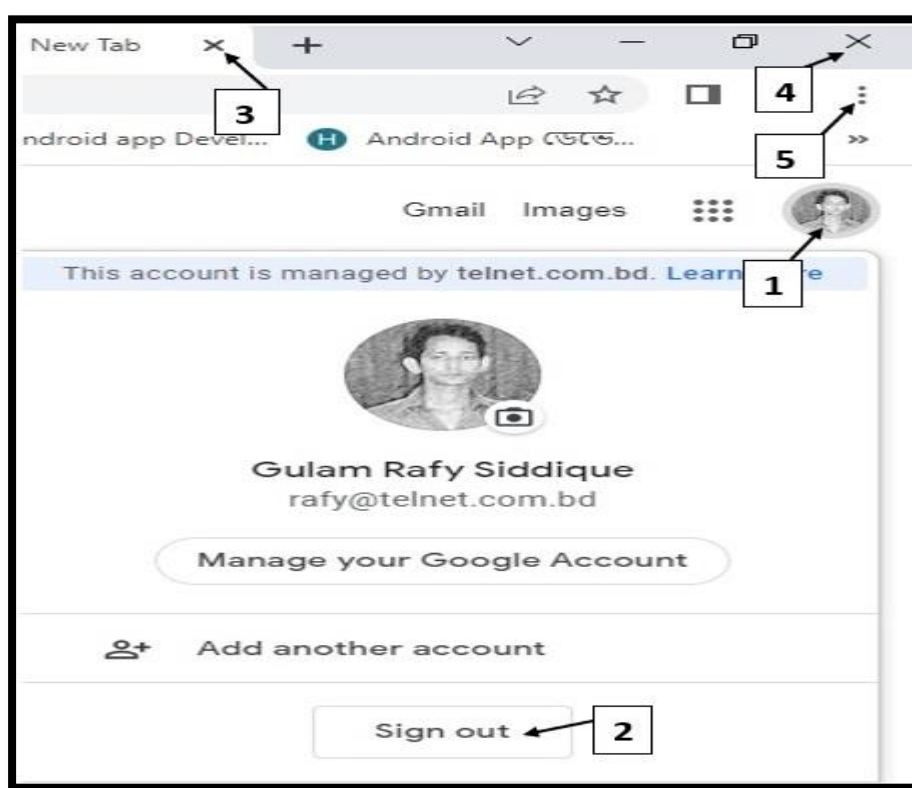 New Tab
3
4
ndroid app Devel... H Android App ডেভে...
5
Gmail Images
This account is managed by telnet.com.bd. Learn re
1
Gulam Rafy Siddique
rafy@telnet.com.bd
Manage your Google Account
Add another account
Sign out 2